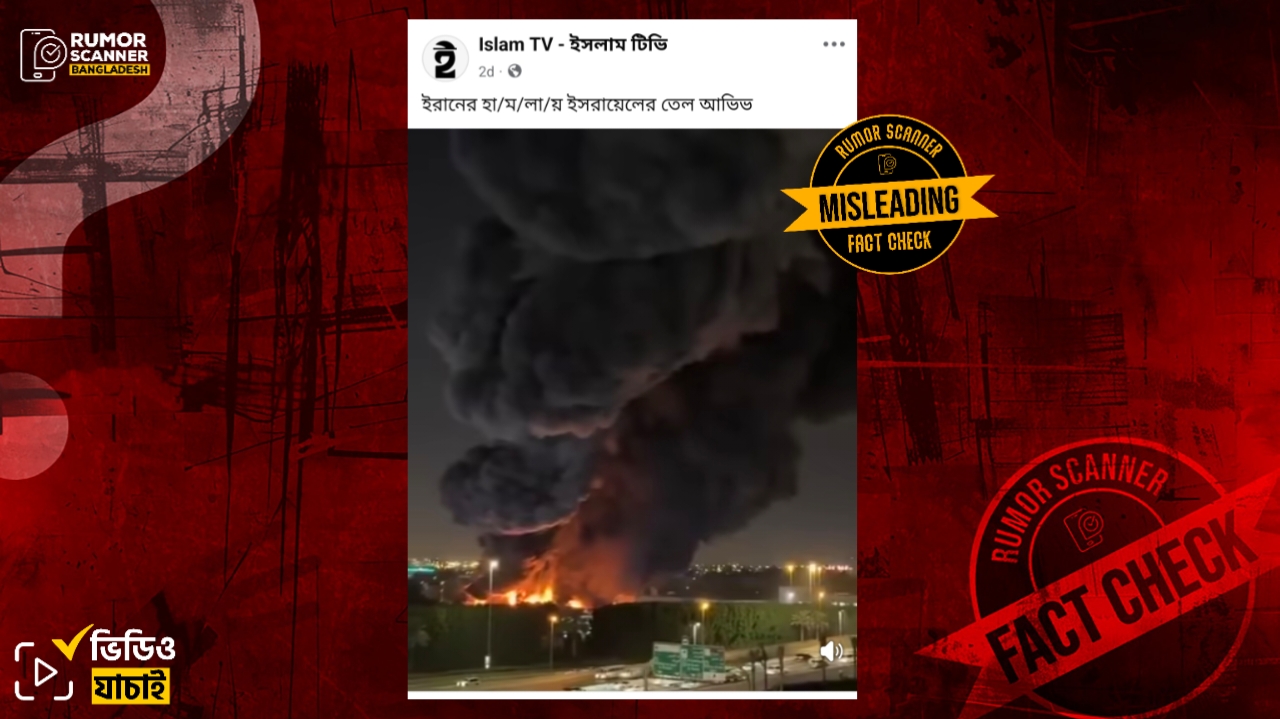 RUMOR
SCANNER
BANGLADESH
Islam TV - ইসলাম টিভি
2d
ইরানের হা/ম/লা/য় ইসরায়েলের তেল আভিভ
RUMOR SCANNER
MISLEADING
FACT CHECK
RUMOR SCANNER
FACT CHECK
ভিডিও
যাচাই